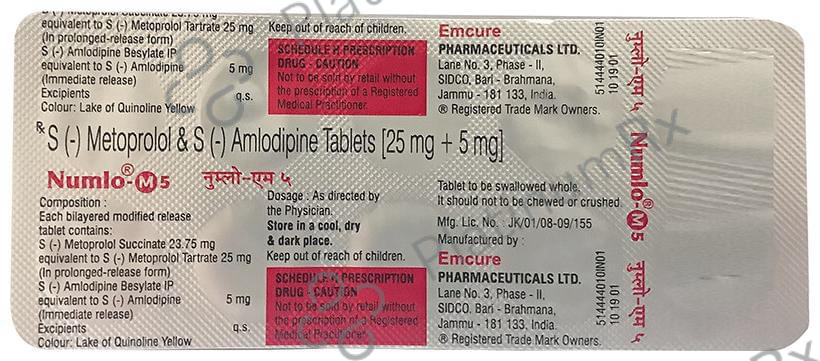 equivalent to S (-) Metoprolol Tartrate 25 mg
(In prolonged-release form)
S (-) Amlodipine Besylate IP
equivalent to S (-) Amlodipine 5 mg
(Immediate release)
Excipients q.s.
Colour: Lake of Quinoline Yellow
Keep out of reach of children.
SCHEDULE H PRESCRIPTION
DRUG - CAUTION
Not to be sold by retail without
the prescription of a Registered
Medical Practitioner.
Emcure
PHARMACEUTICALS LTD.
Lane No. 3, Phase - II,
SIDCO, Bari - Brahmana,
Jammu - 181 133, India.
® Registered Trade Mark Owners.
℞ S (-) Metoprolol & S (-) Amlodipine Tablets [25 mg + 5 mg]
Numlo®-M5 नुम्लो-एम ५
Composition :
Each bilayered modified release
tablet contains:
S (-) Metoprolol Succinate 23.75 mg
equivalent to S (-) Metoprolol Tartrate 25 mg
(In prolonged-release form)
S (-) Amlodipine Besylate IP
equivalent to S (-) Amlodipine 5 mg
(Immediate release)
Excipients q.s.
Colour: Lake of Quinoline Yellow
Dosage : As directed by
the Physician.
Store in a cool, dry
& dark place.
Keep out of reach of children.
SCHEDULE H PRESCRIPTION
DRUG - CAUTION
Not to be sold by retail without
the prescription of a Registered
Medical Practitioner.
Tablet to be swallowed whole.
It should not to be chewed or crushed
Mfg. Lic. No. : JK/01/08-09/155
Manufactured by :
Emcure
PHARMACEUTICALS LTD.
Lane No. 3, Phase - II,
SIDCO, Bari - Brahmana,
Jammu - 181 133, India.
® Registered Trade Mark Owners.
514444010IN01
10 19 01
514444010IN01
10 19 01
नुम्लो-एम ५ Numlo®-M5 नुम्लो-एम ५